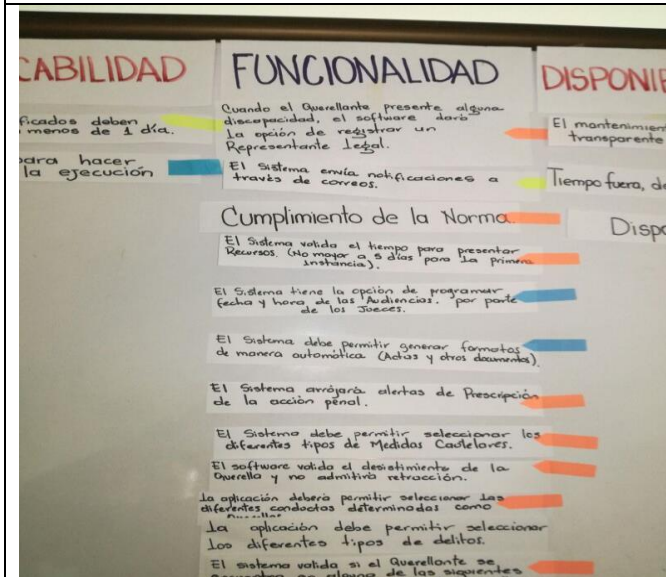 CABILIDAD
ficados deben
menos de 1 día.
para hacer
la ejecución
FUNCIONALIDAD
Cuando el Querellante presente alguna
discapacidad, el software dará
la opción de registrar un
Representante Legal.
El Sistema envía notificaciones a
través de correos.
Cumplimiento de la Norma.
El Sistema valida el tiempo para presentar
Recursos. (No mayor a 5 días para la primera
instancia).
El Sistema tiene la opción de programar
fecha y hora de las Audiencias. por parte
de los Jueces.
El Sistema debe permitir generar formatos
de manera automática (Actas y otros documentos).
El Sistema arrojará alertas de Prescripción
de la acción penal.
El Sistema debe permitir seleccionar los
diferentes tipos de Medidas Cautelares.
El software valida el desistimiento de la
Querella y no admitirá retracción.
La aplicación deberá permitir seleccionar las
diferentes conductas determinadas como
La aplicación debe permitir seleccionar
los diferentes tipos de delitos.
El sistema valida si el Querellante se
alguna de las siguientes
DISPONIB
El mantenimien
transparente
Tiempo fuera, de
Dispo